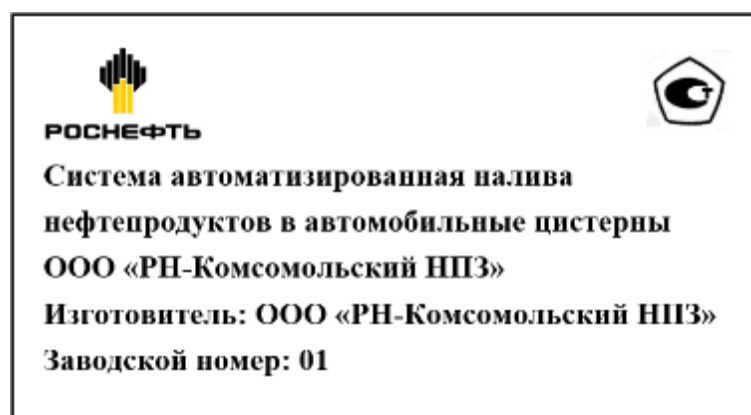 РОСНЕФТЬ
Система автоматизированная налива
нефтепродуктов в автомобильные цистерны
ООО «РН-Комсомольский НПЗ»
Изготовитель: ООО «РН-Комсомольский НПЗ»
Заводской номер: 01